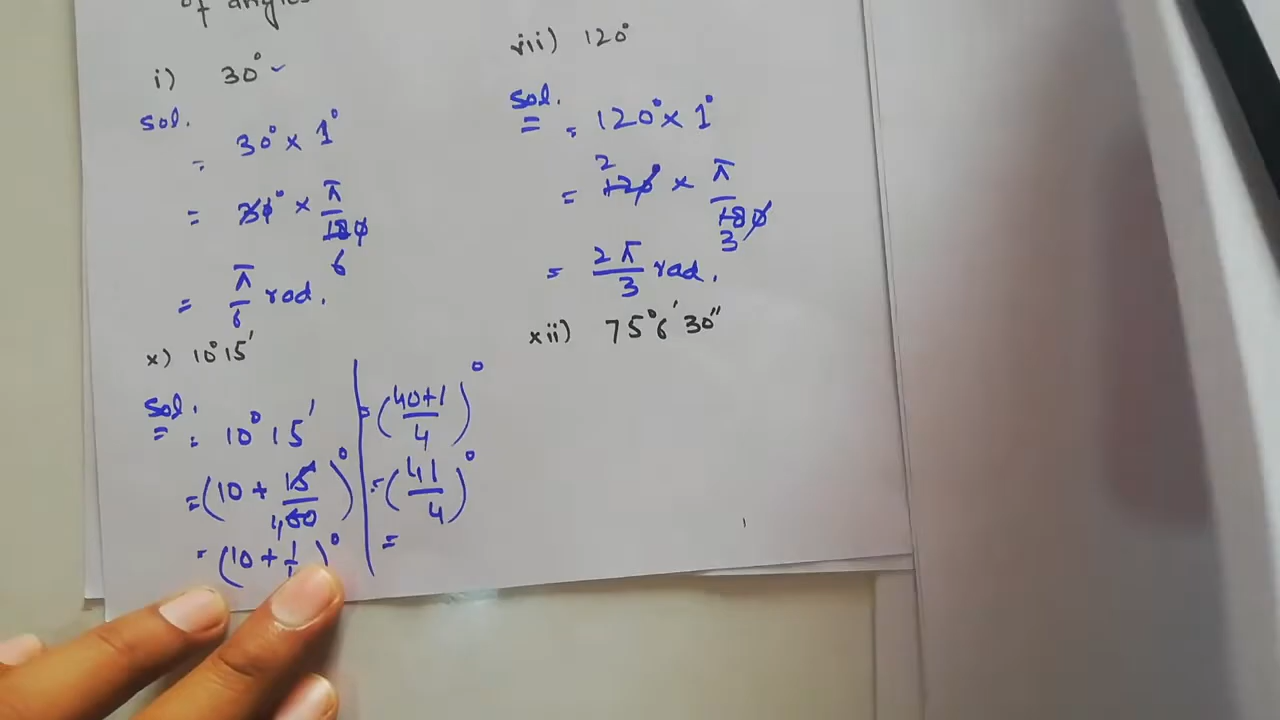 of angles
i) 30°
Sol.
= 30° × 1°
= 30° × π/180
6
= π/6 rad.
x) 10°15'
Sol.
= 10° 15'
= (10 + 15/60)°
4
= (10 + 1/
= (40+1/4)°
= (41/4)°
=
vii) 120°
Sol.
= 120° × 1°
2
= 120 × π/180
3
= 2π/3 rad.
xii) 75°6'30"